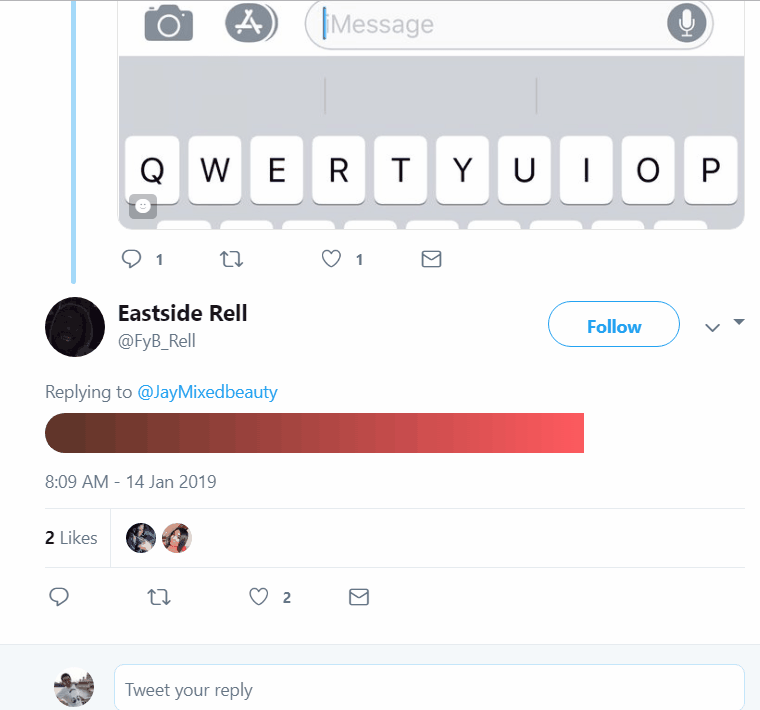 iMessage
Q W E R T Y U I O P
1 1
Eastside Rell
@FyB_Rell
Follow
Replying to @JayMixedbeauty
8:09 AM - 14 Jan 2019
2 Likes
2
Tweet your reply